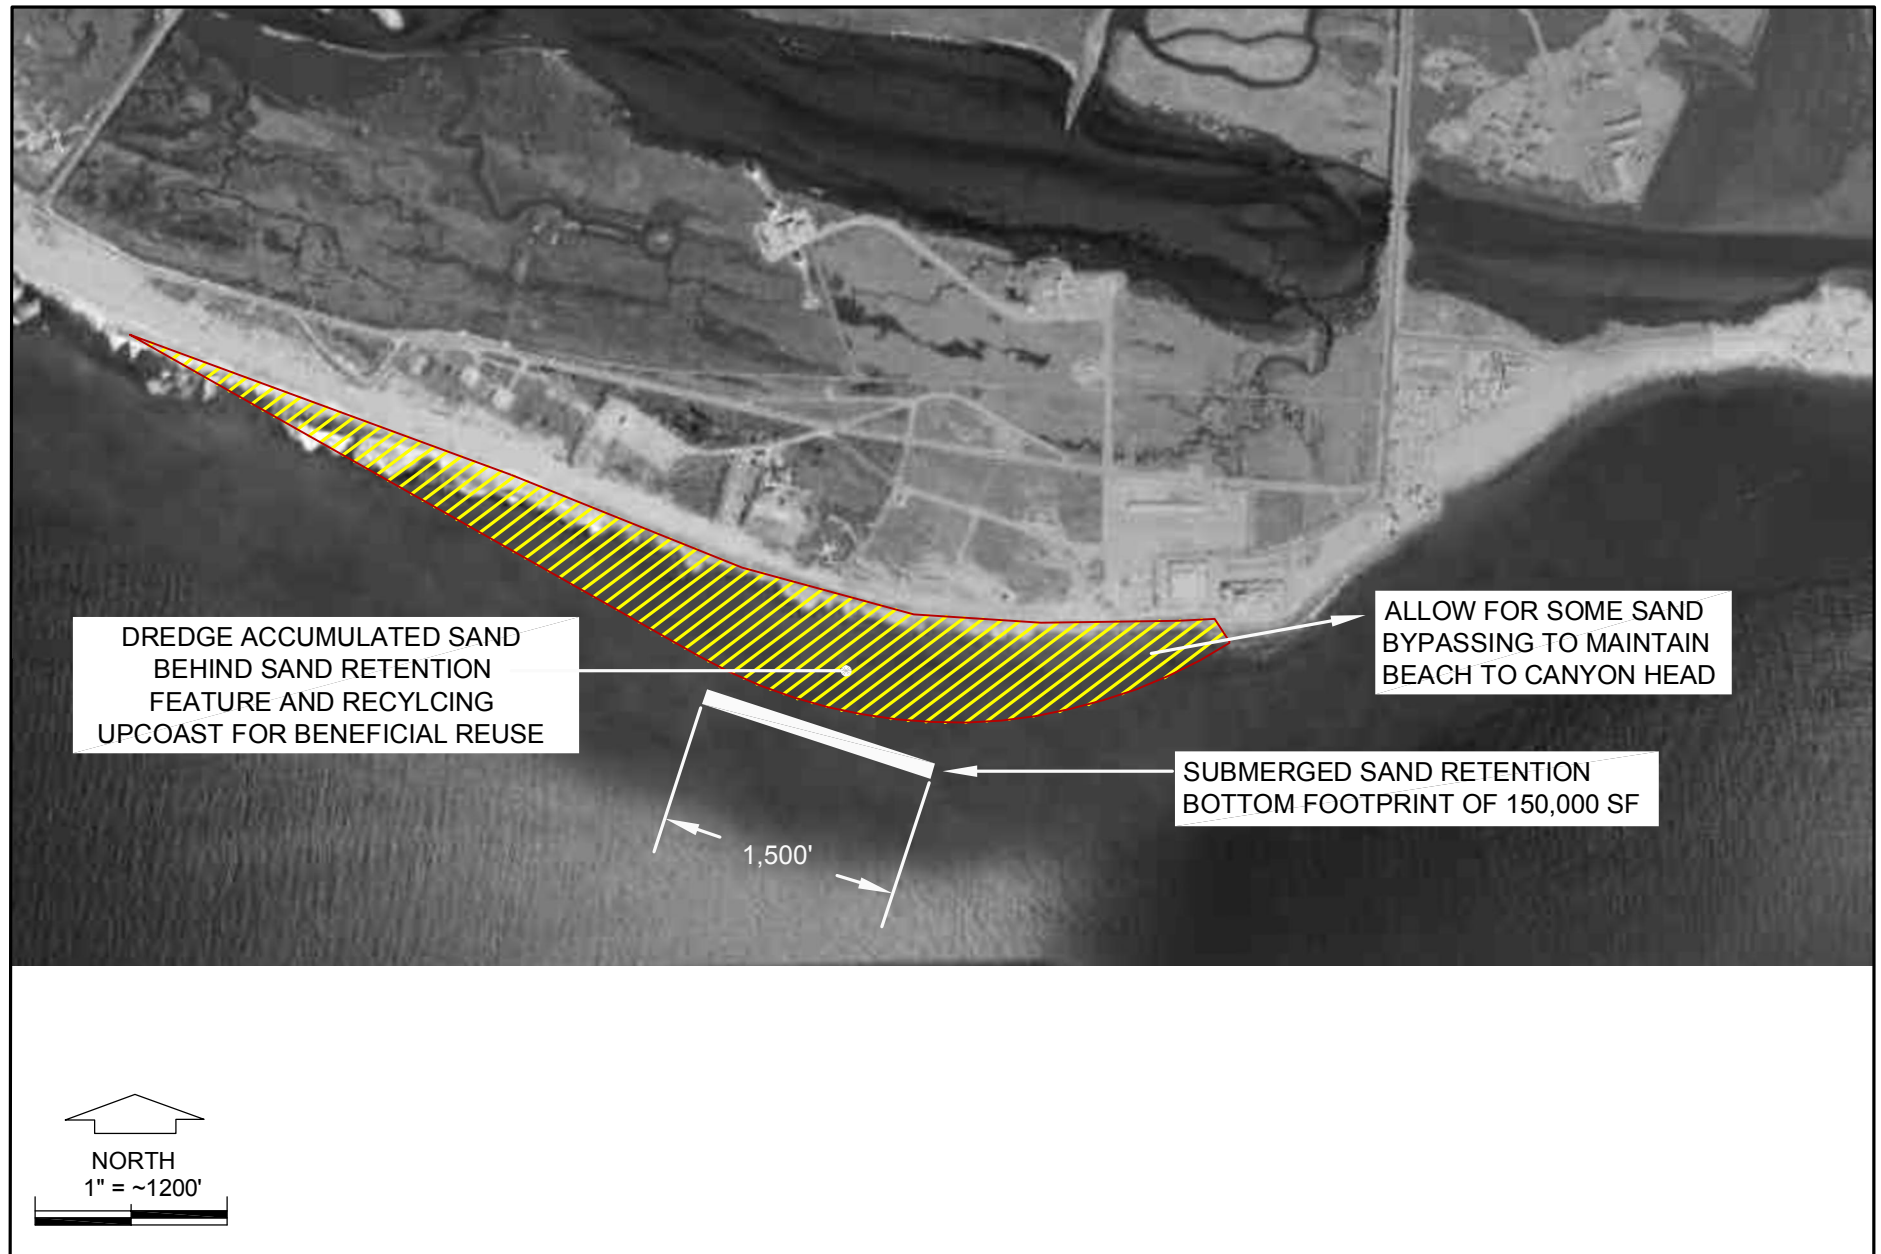 DREDGE ACCUMULATED SAND
BEHIND SAND RETENTION
FEATURE AND RECYLCING
UPCOAST FOR BENEFICIAL REUSE
ALLOW FOR SOME SAND
BYPASSING TO MAINTAIN
BEACH TO CANYON HEAD
SUBMERGED SAND RETENTION
BOTTOM FOOTPRINT OF 150,000 SF
1,500'
NORTH
1" = ~1200'